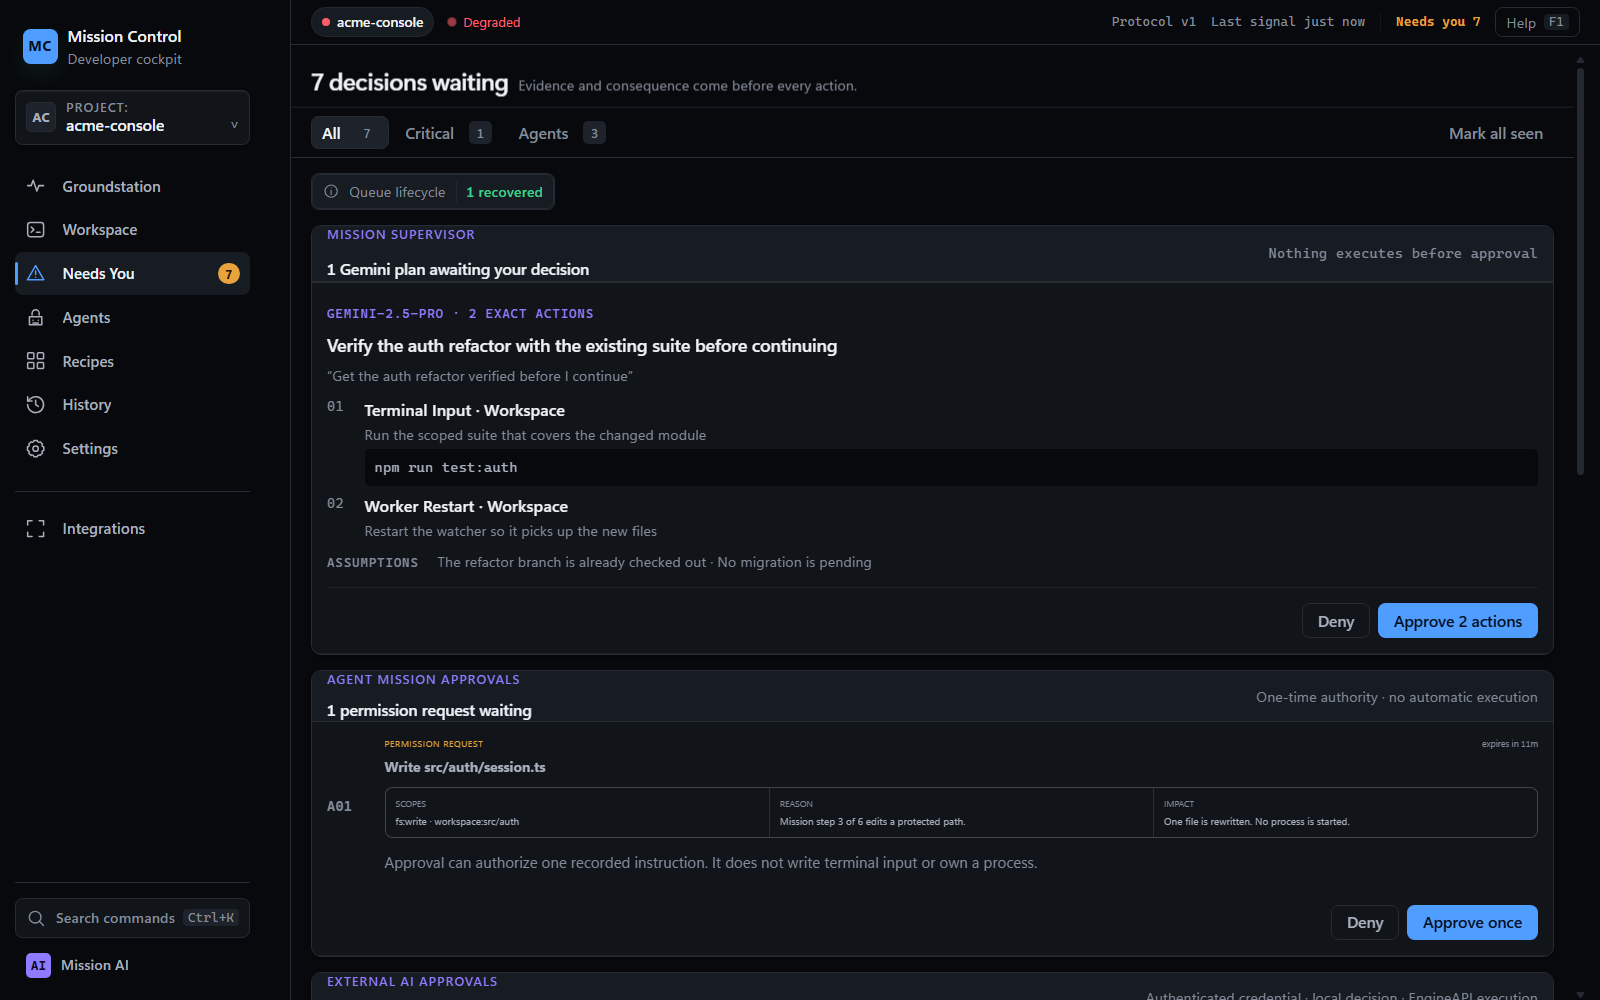 MC
Mission Control
Developer cockpit
AC
PROJECT:
acme-console
v
Groundstation
Workspace
Needs You 7
Agents
Recipes
History
Settings
Integrations
Search commands Ctrl+K
AI Mission AI
acme-console Degraded
Protocol v1 Last signal just now Needs you 7 Help F1
7 decisions waiting Evidence and consequence come before every action.
All 7 Critical 1 Agents 3 Mark all seen
Queue lifecycle 1 recovered
MISSION SUPERVISOR
1 Gemini plan awaiting your decision
Nothing executes before approval
GEMINI-2.5-PRO · 2 EXACT ACTIONS
Verify the auth refactor with the existing suite before continuing
“Get the auth refactor verified before I continue”
01 Terminal Input · Workspace
Run the scoped suite that covers the changed module
npm run test:auth
02 Worker Restart · Workspace
Restart the watcher so it picks up the new files
ASSUMPTIONS The refactor branch is already checked out · No migration is pending
Deny Approve 2 actions
AGENT MISSION APPROVALS
1 permission request waiting
One-time authority · no automatic execution
PERMISSION REQUEST expires in 11m
Write src/auth/session.ts
A01
SCOPES
fs:write · workspace:src/auth
REASON
Mission step 3 of 6 edits a protected path.
IMPACT
One file is rewritten. No process is started.
Approval can authorize one recorded instruction. It does not write terminal input or own a process.
Deny Approve once
EXTERNAL AI APPROVALS
Authenticated credential · local decision · EngineAPI execution